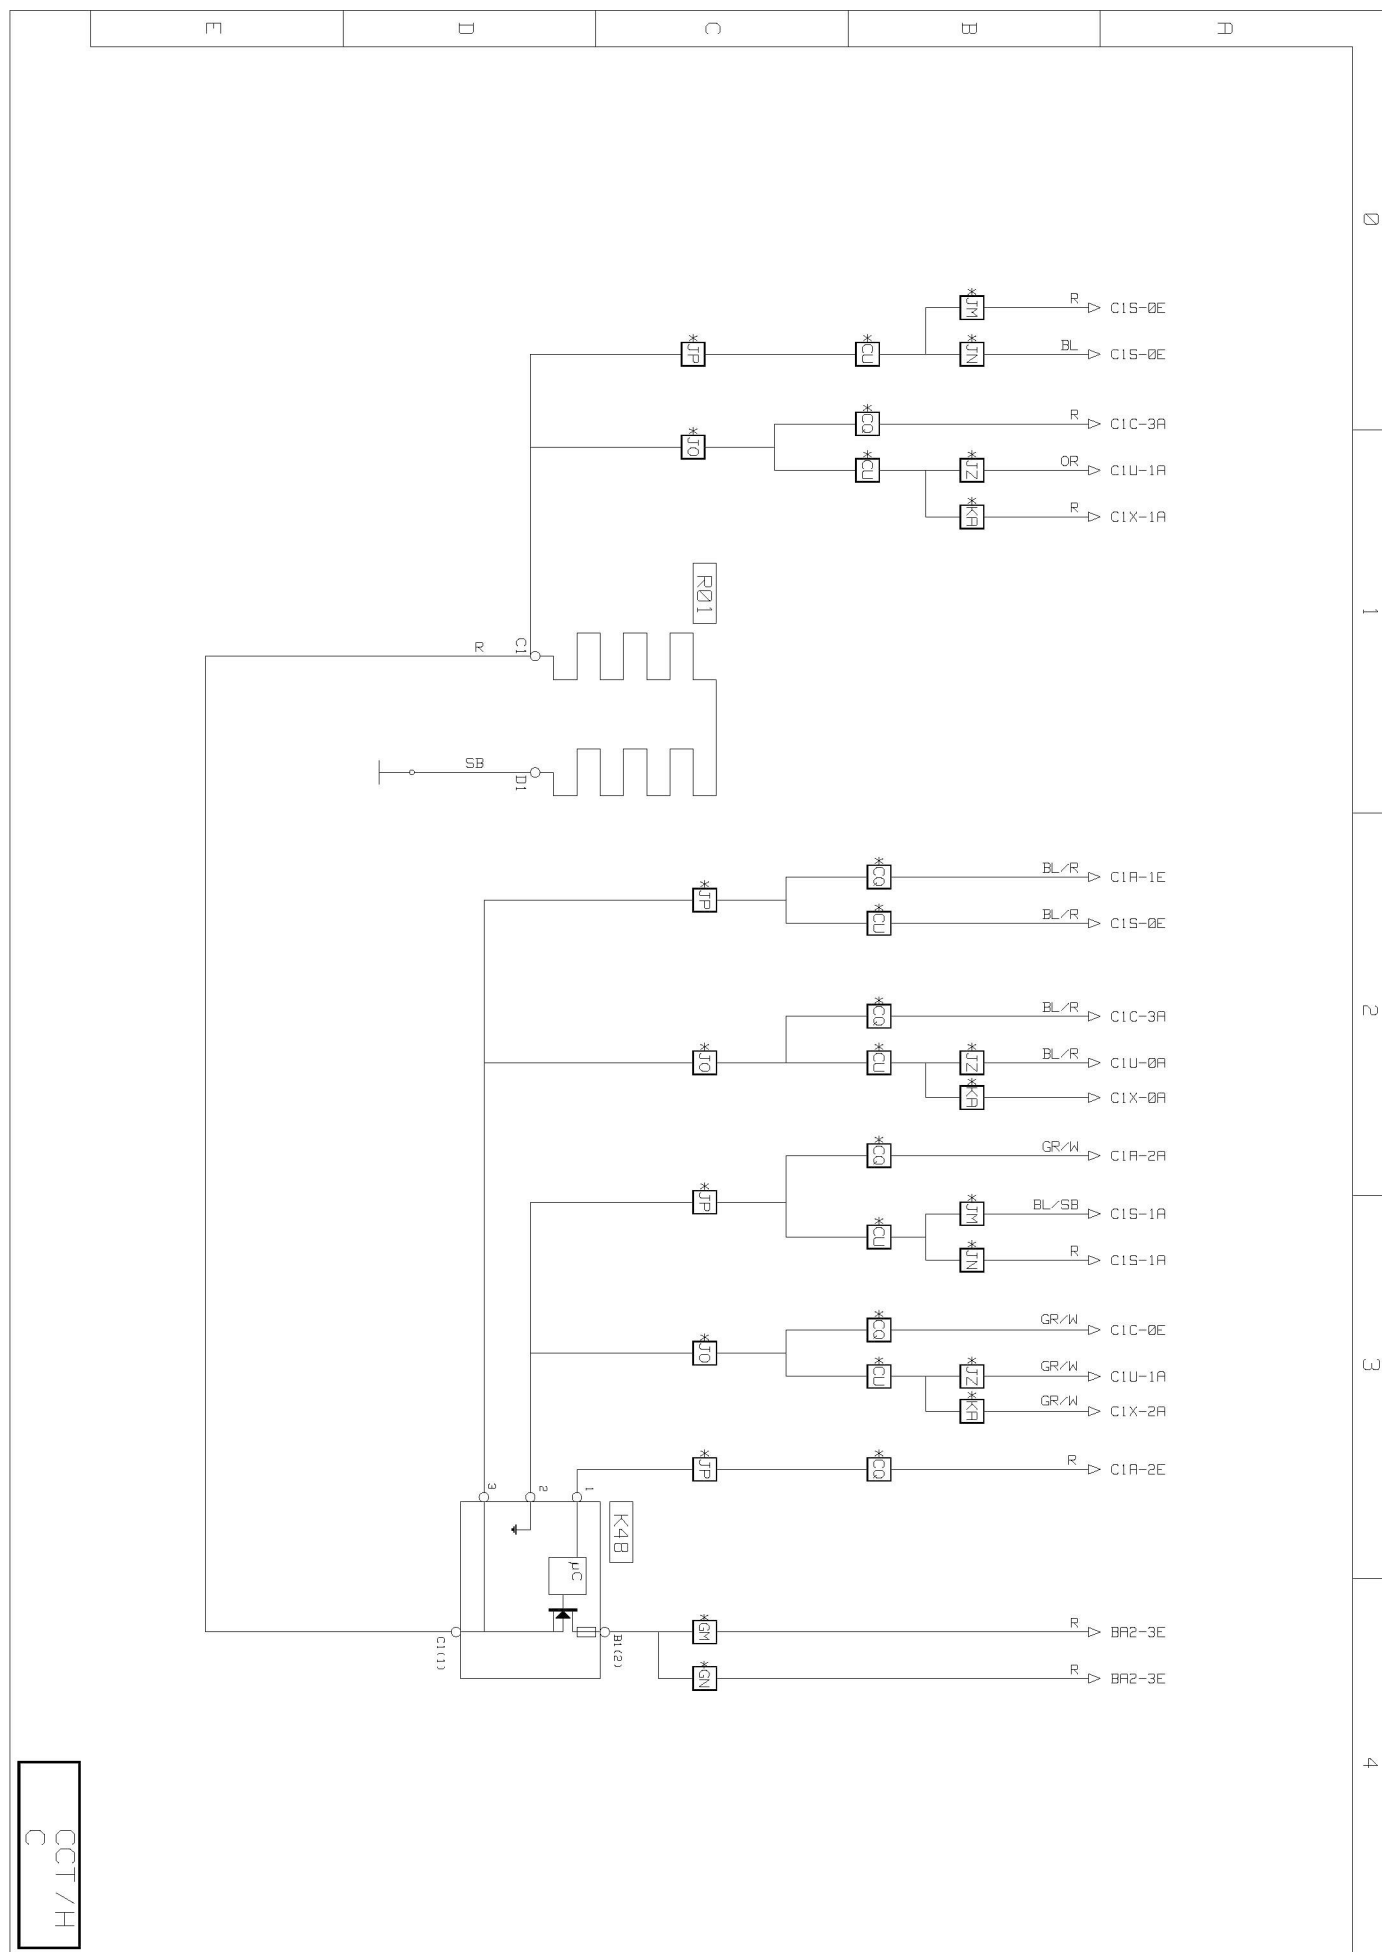 E D C B A
0
*JM R C1S-0E
*JP *CU *JN BL C1S-0E
*CQ R C1C-3A
*JO *CU *JZ OR C1U-1A
*KA R C1X-1A
R01
1
R C1
SB D1
*CQ BL/R C1A-1E
*JP
*CU BL/R C1S-0E
2
*CQ BL/R C1C-3A
*JO *CU *JZ BL/R C1U-0A
*KA C1X-0A
*CQ GR/W C1A-2A
*JP
*JM BL/SB C1S-1A
*CU
*JN R C1S-1A
*CQ GR/W C1C-0E
*JO
3
*CU *JZ GR/W C1U-1A
*KA GR/W C1X-2A
*JP *CQ R C1A-2E
3 2 1
K48
µC
C1(1) B1(2) *GM R BA2-3E
*GN R BA2-3E
4
CCT /H
C